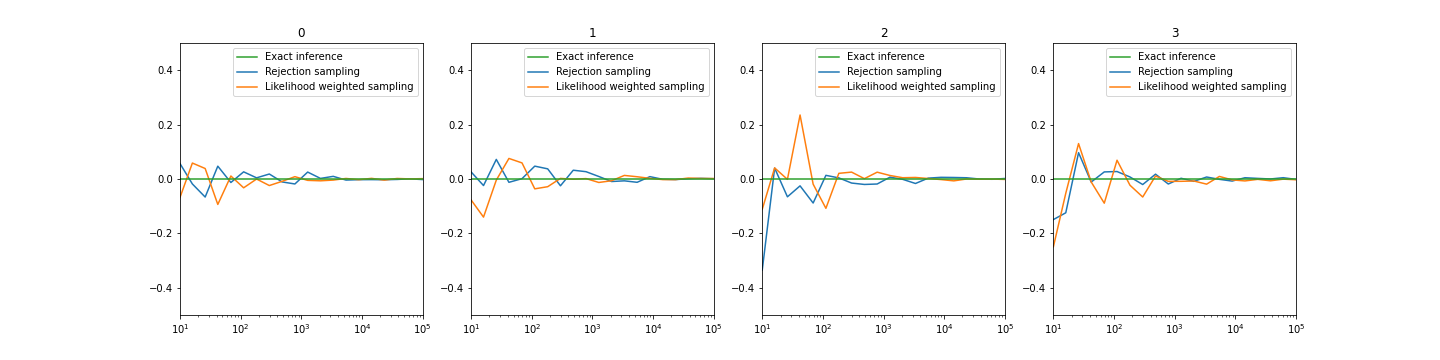 0
Exact inference
Rejection sampling
Likelihood weighted sampling
0.4
0.2
0.0
−0.2
−0.4
10¹ 10² 10³ 10⁴ 10⁵
1
Exact inference
Rejection sampling
Likelihood weighted sampling
0.4
0.2
0.0
−0.2
−0.4
10¹ 10² 10³ 10⁴ 10⁵
2
Exact inference
Rejection sampling
Likelihood weighted sampling
0.4
0.2
0.0
−0.2
−0.4
10¹ 10² 10³ 10⁴ 10⁵
3
Exact inference
Rejection sampling
Likelihood weighted sampling
0.4
0.2
0.0
−0.2
−0.4
10¹ 10² 10³ 10⁴ 10⁵